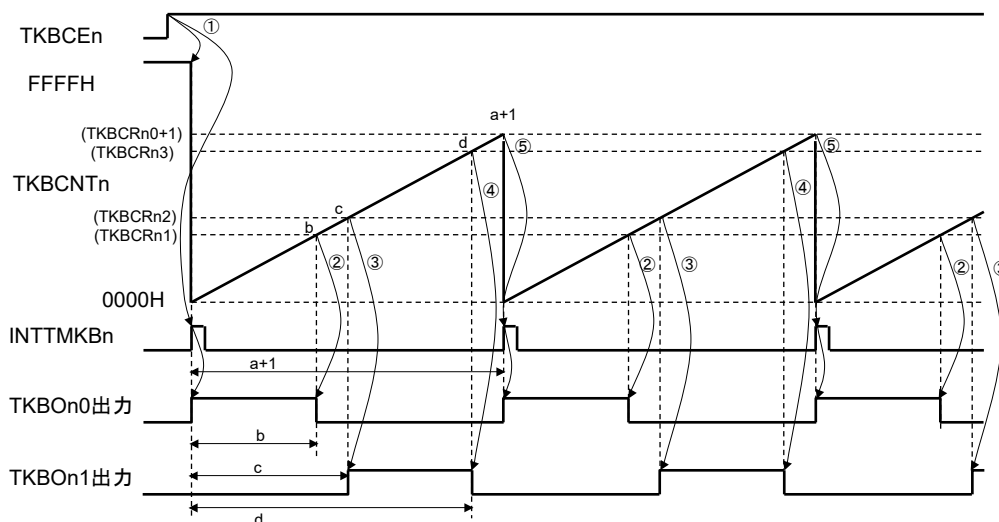 TKBCEn
①
FFFFH
(TKBCRn0+1)
a+1
(TKBCRn3)
d
⑤
⑤
TKBCNTn
④
④
(TKBCRn2)
c
(TKBCRn1)
b
②
③
②
③
②
③
0000H
INTTMKBn
a+1
TKBOn0出力
b
c
TKBOn1出力
d